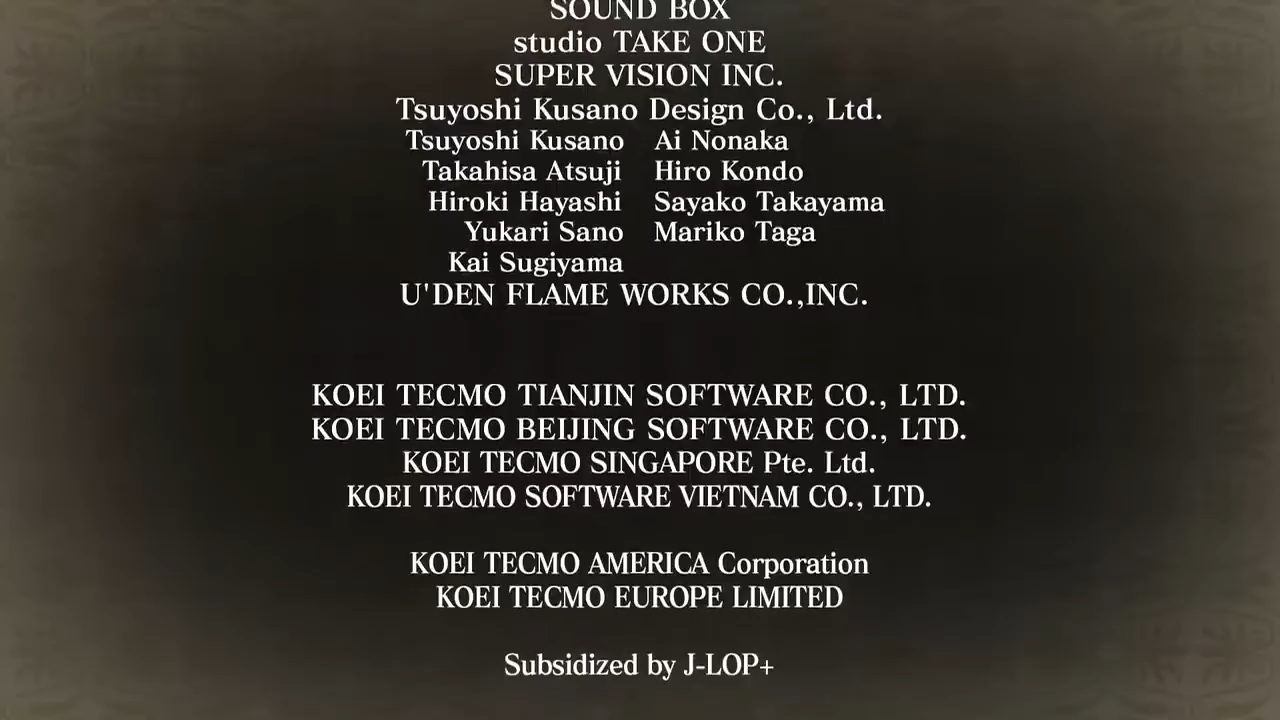 SOUND BOX
studio TAKE ONE
SUPER VISION INC.
Tsuyoshi Kusano Design Co., Ltd.
Tsuyoshi Kusano Ai Nonaka
Takahisa Atsuji Hiro Kondo
Hiroki Hayashi Sayako Takayama
Yukari Sano Mariko Taga
Kai Sugiyama
U'DEN FLAME WORKS CO.,INC.
KOEI TECMO TIANJIN SOFTWARE CO., LTD.
KOEI TECMO BEIJING SOFTWARE CO., LTD.
KOEI TECMO SINGAPORE Pte. Ltd.
KOEI TECMO SOFTWARE VIETNAM CO., LTD.
KOEI TECMO AMERICA Corporation
KOEI TECMO EUROPE LIMITED
Subsidized by J-LOP+